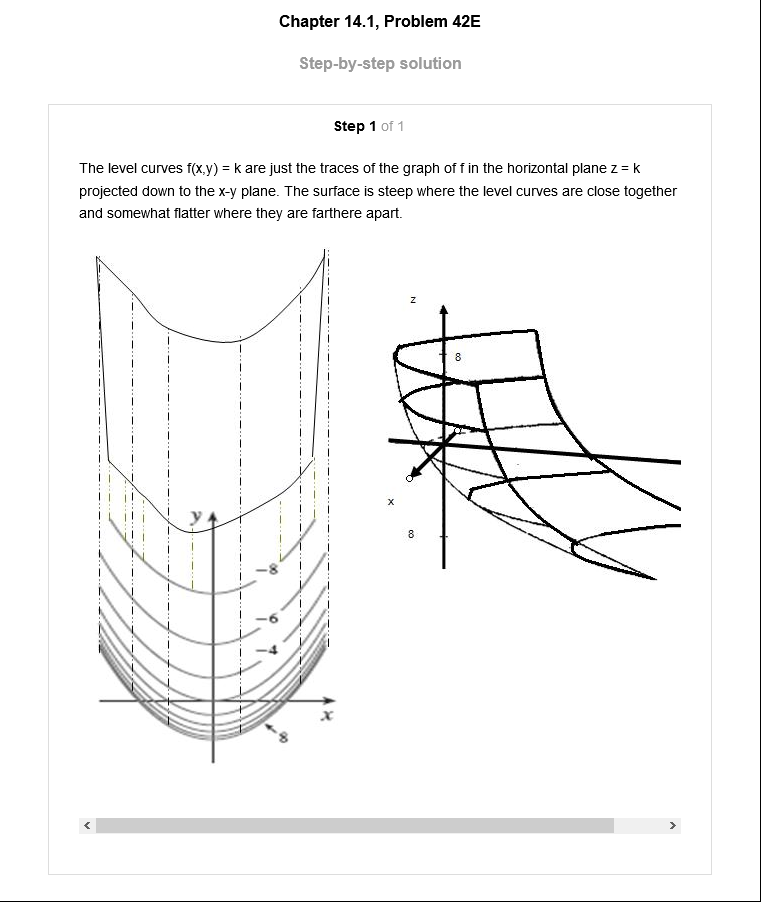 Chapter 14.1, Problem 42E
Step-by-step solution
Step 1 of 1
The level curves f(x,y) = k are just the traces of the graph of f in the horizontal plane z = k
projected down to the x-y plane. The surface is steep where the level curves are close together
and somewhat flatter where they are farthere apart.
z
8
x
8
y
-8
-6
-4
x
8